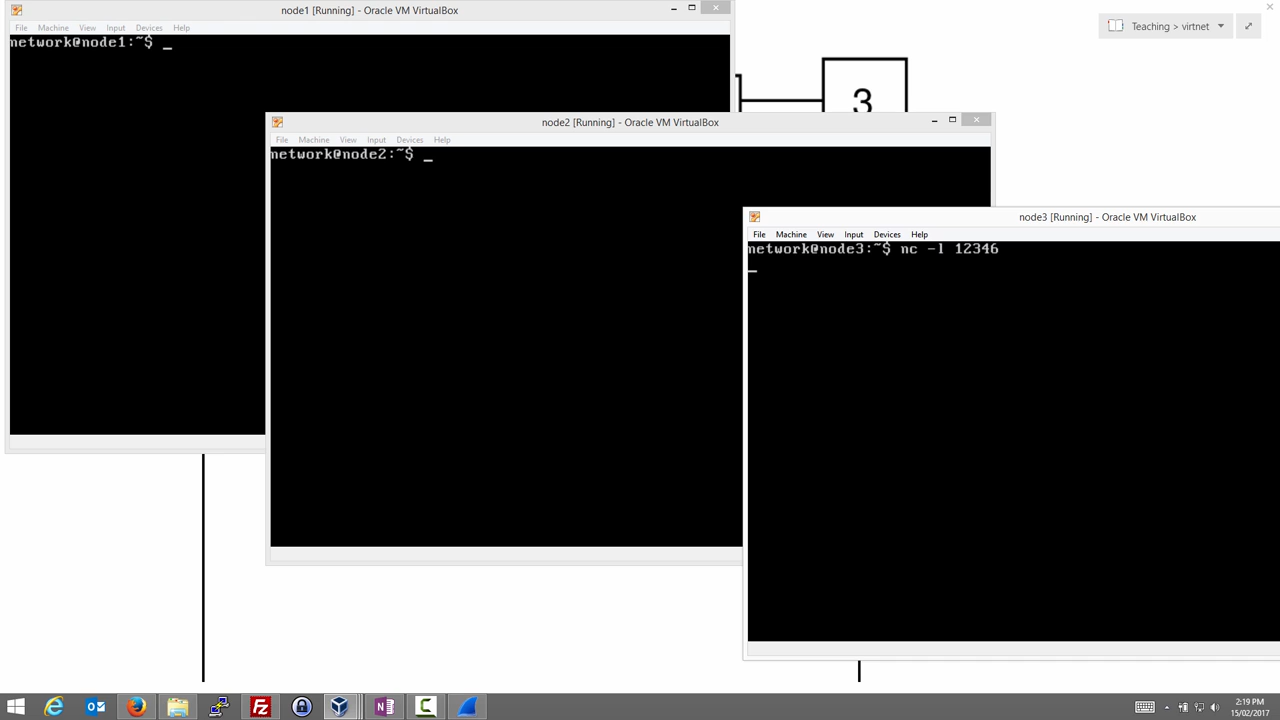 node1 [Running] - Oracle VM VirtualBox
File Machine View Input Devices Help
network@node1:~$ _
Teaching > virtnet
3
node2 [Running] - Oracle VM VirtualBox
File Machine View Input Devices Help
network@node2:~$ _
node3 [Running] - Oracle VM VirtualBox
File Machine View Input Devices Help
network@node3:~$ nc -l 12346
_
2:19 PM
15/02/2017